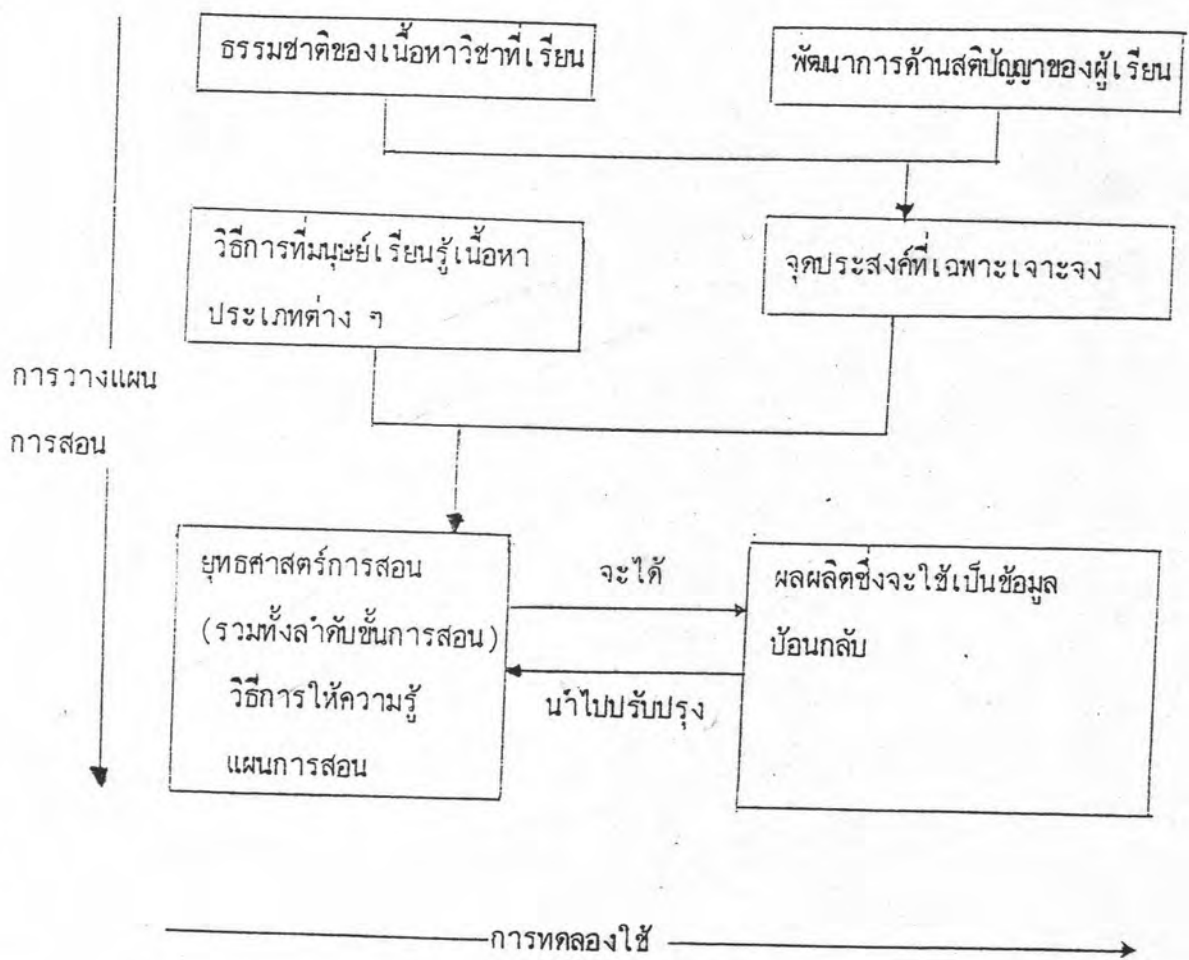 ธรรมชาติของเนื้อหาวิชาที่เรียน
พัฒนาการด้านสติปัญญาของผู้เรียน
วิธีการที่มนุษย์เรียนรู้เนื้อหา
ประเภทต่าง ๆ
จุดประสงค์ที่เฉพาะเจาะจง
การวางแผน
การสอน
ยุทธศาสตร์การสอน
(รวมทั้งลำดับขั้นการสอน)
วิธีการให้ความรู้
แผนการสอน
จะได้
นำไปปรับปรุง
ผลผลิตซึ่งจะใช้เป็นข้อมูล
ป้อนกลับ
การทดลองใช้